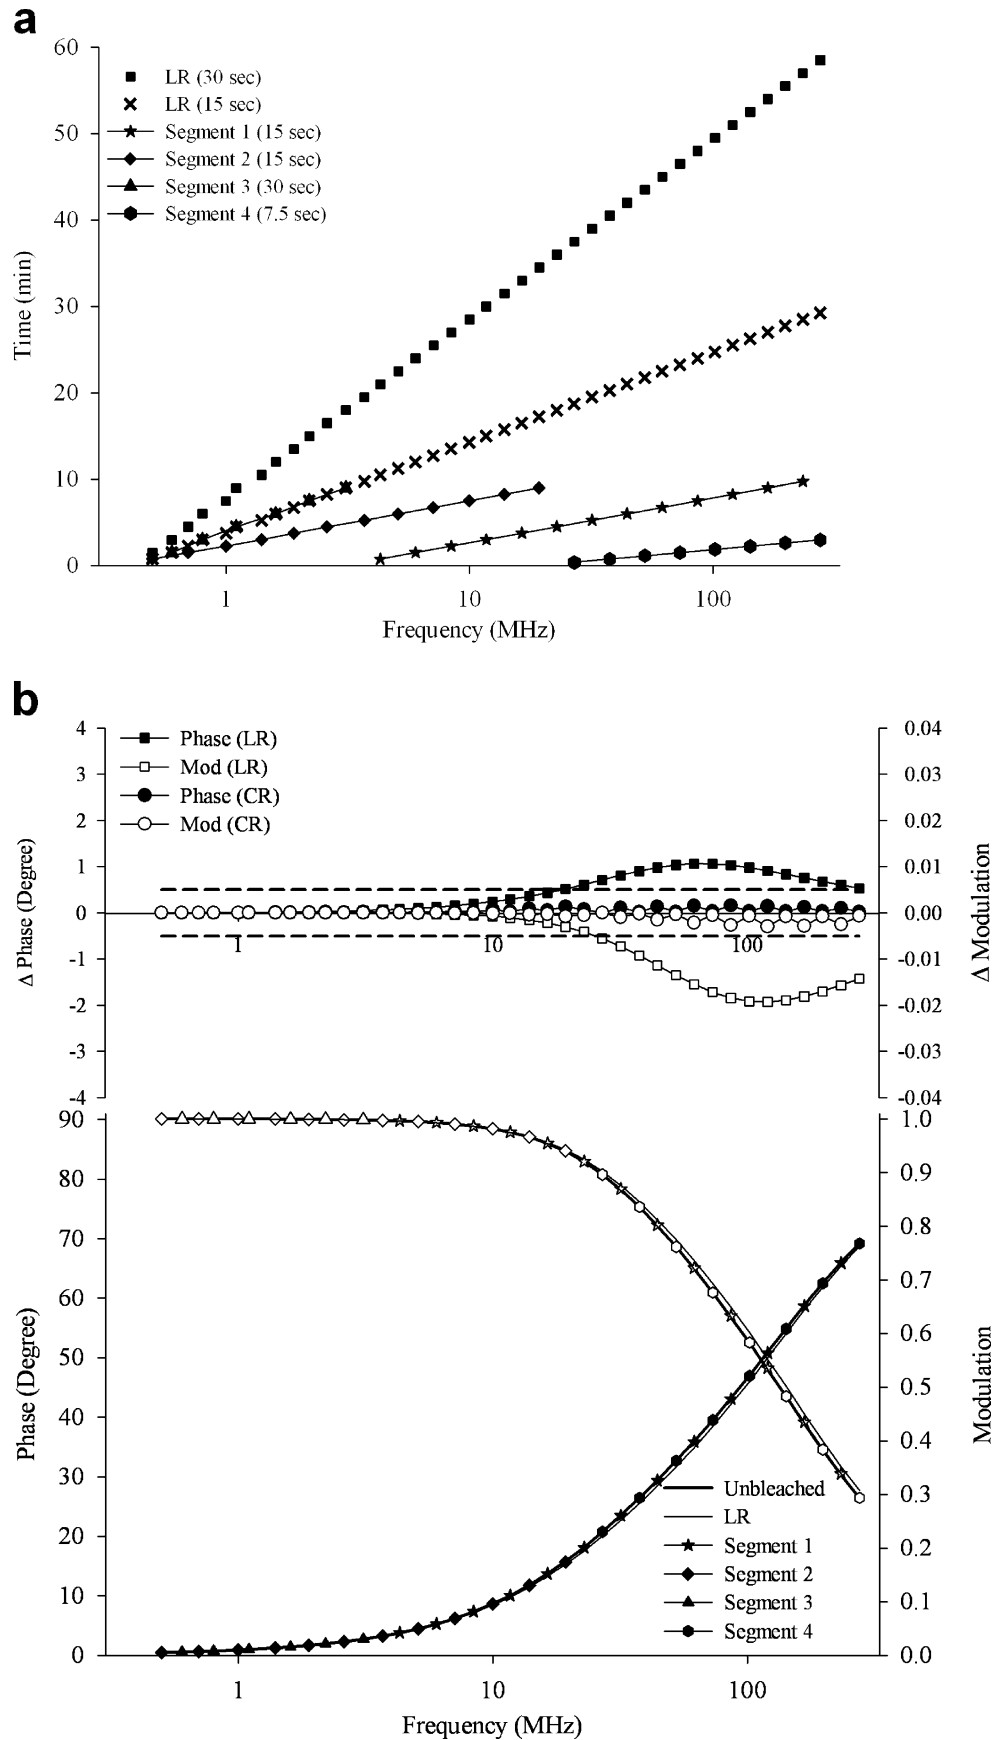 a
60
50
40
30
20
10
0
Time (min)
LR (30 sec)
LR (15 sec)
Segment 1 (15 sec)
Segment 2 (15 sec)
Segment 3 (30 sec)
Segment 4 (7.5 sec)
1 10 100
Frequency (MHz)
b
4
3
2
1
0
-1
-2
-3
-4
Δ Phase (Degree)
Phase (LR)
Mod (LR)
Phase (CR)
Mod (CR)
1 10 100
0.04
0.03
0.02
0.01
0.00
-0.01
-0.02
-0.03
-0.04
Δ Modulation
90
80
70
60
50
40
30
20
10
0
Phase (Degree)
Unbleached
LR
Segment 1
Segment 2
Segment 3
Segment 4
1.0
0.9
0.8
0.7
0.6
0.5
0.4
0.3
0.2
0.1
0.0
Modulation
1 10 100
Frequency (MHz)